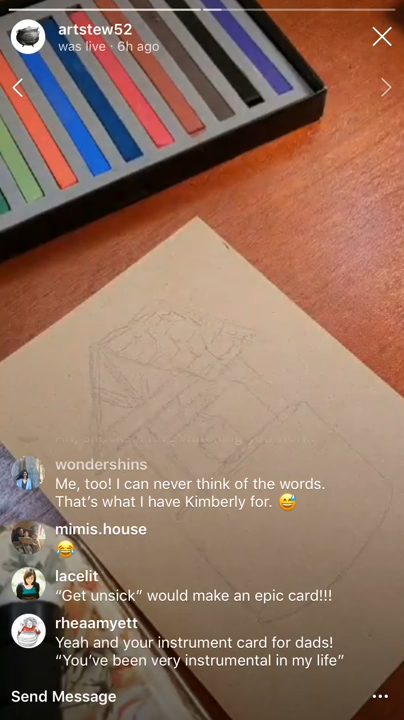 artstew52
was live · 6h ago
wondershins
Me, too! I can never think of the words.
That's what I have Kimberly for. 😅
mimis.house
😂
lacelit
“Get unsick” would make an epic card!!!
rheaamyett
Yeah and your instrument card for dads!
“You've been very instrumental in my life”
Send Message